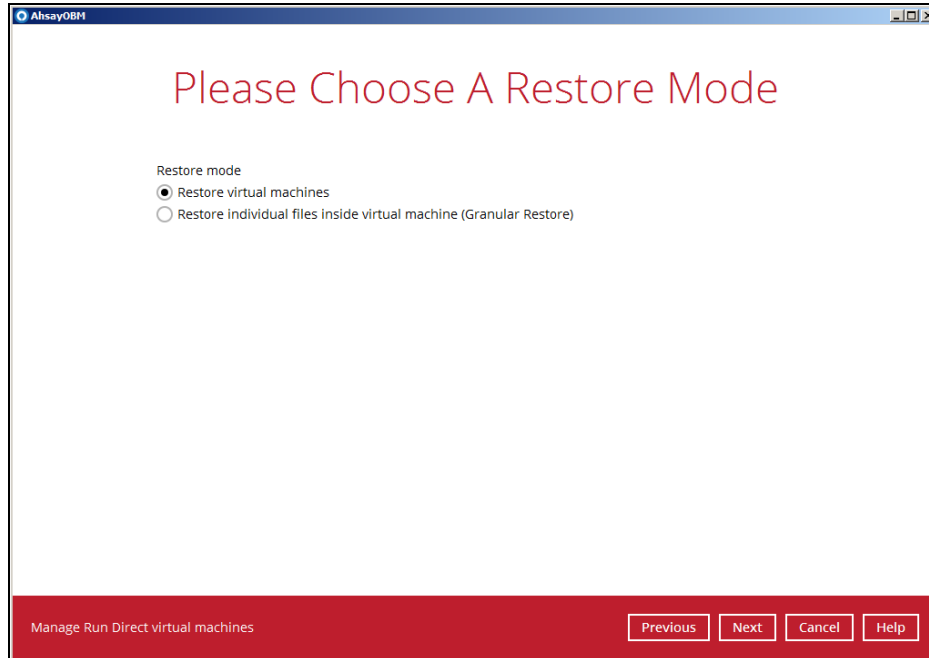 AhsayOBM
Please Choose A Restore Mode
Restore mode
Restore virtual machines
Restore individual files inside virtual machine (Granular Restore)
Manage Run Direct virtual machines
Previous Next Cancel Help